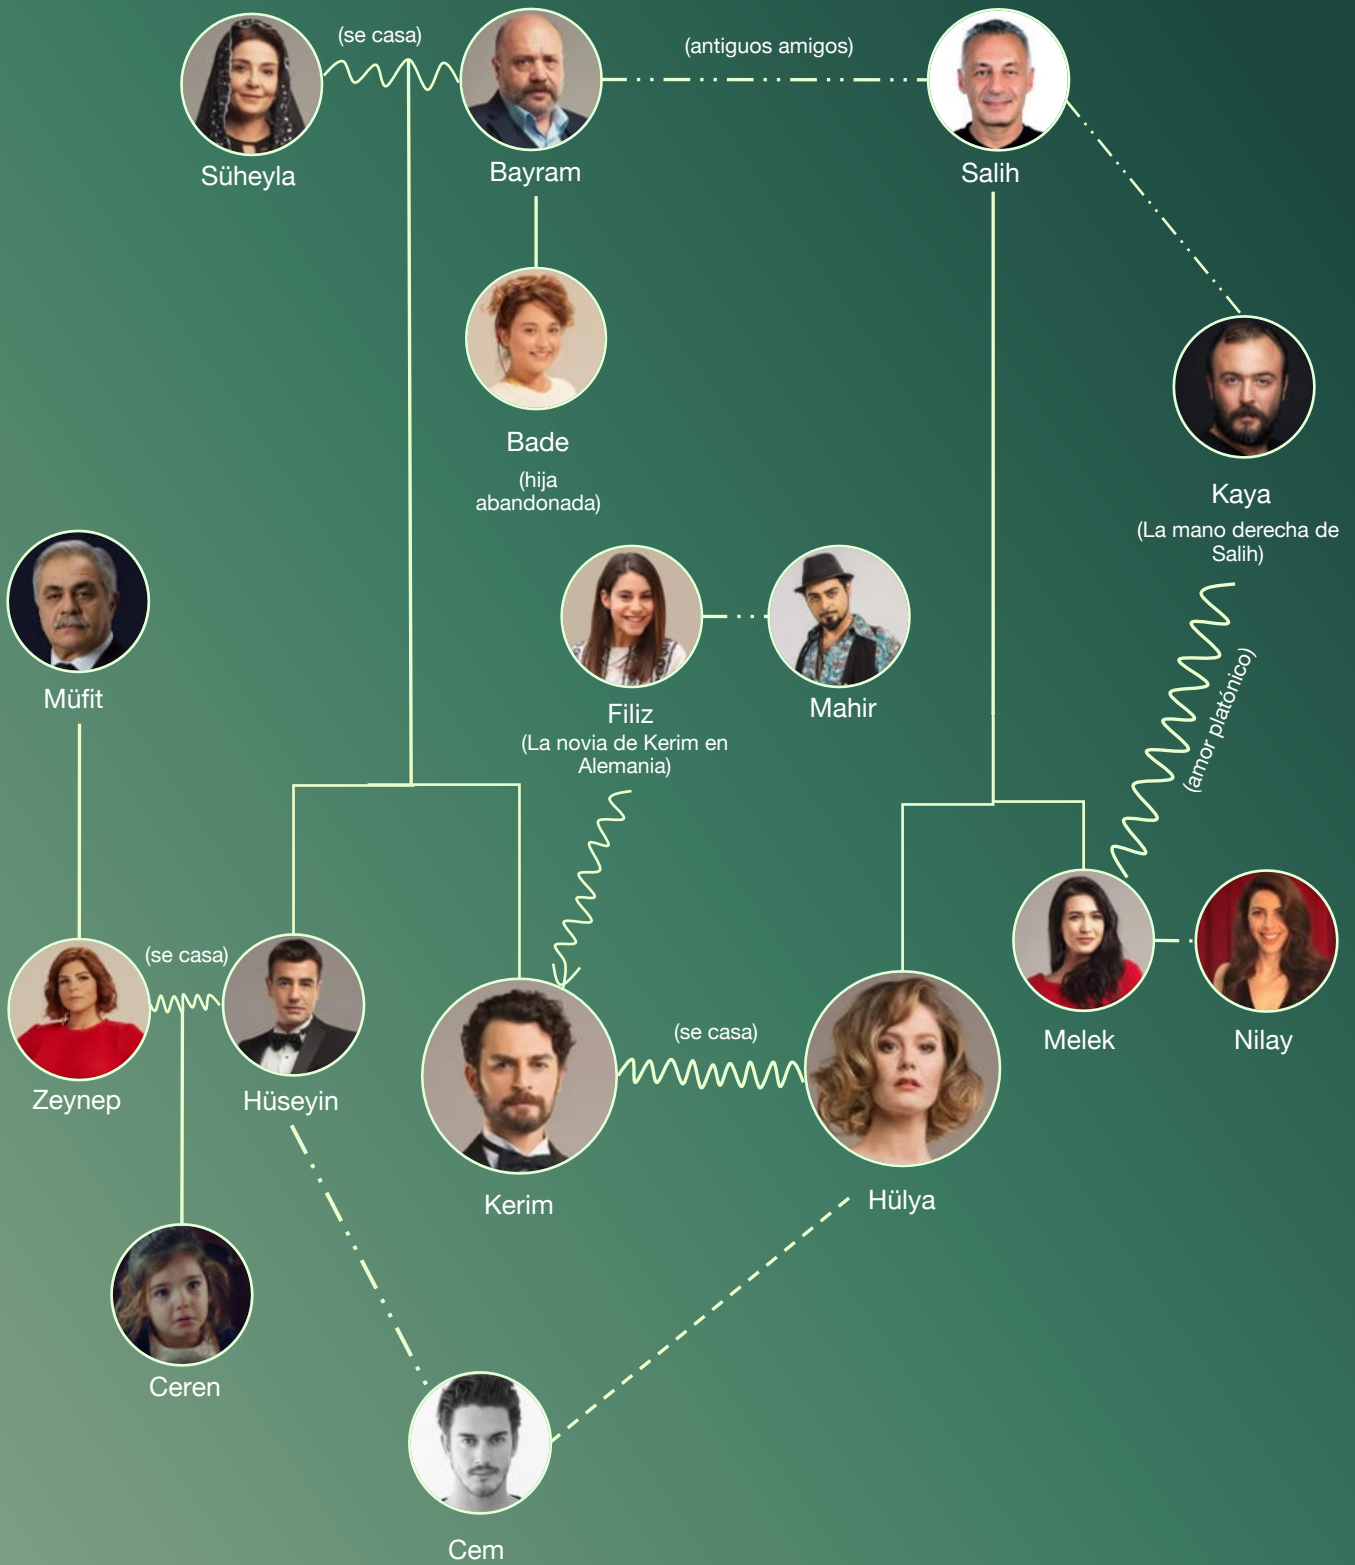 (se casa)
(antiguos amigos)
Süheyla
Bayram
Salih
Bade
(hija
abandonada)
Kaya
(La mano derecha de
Salih)
Müfit
Filiz
(La novia de Kerim en
Alemania)
Mahir
(amor platónico)
(se casa)
(se casa)
Zeynep
Hüseyin
Kerim
Hülya
Melek
Nilay
Ceren
Cem